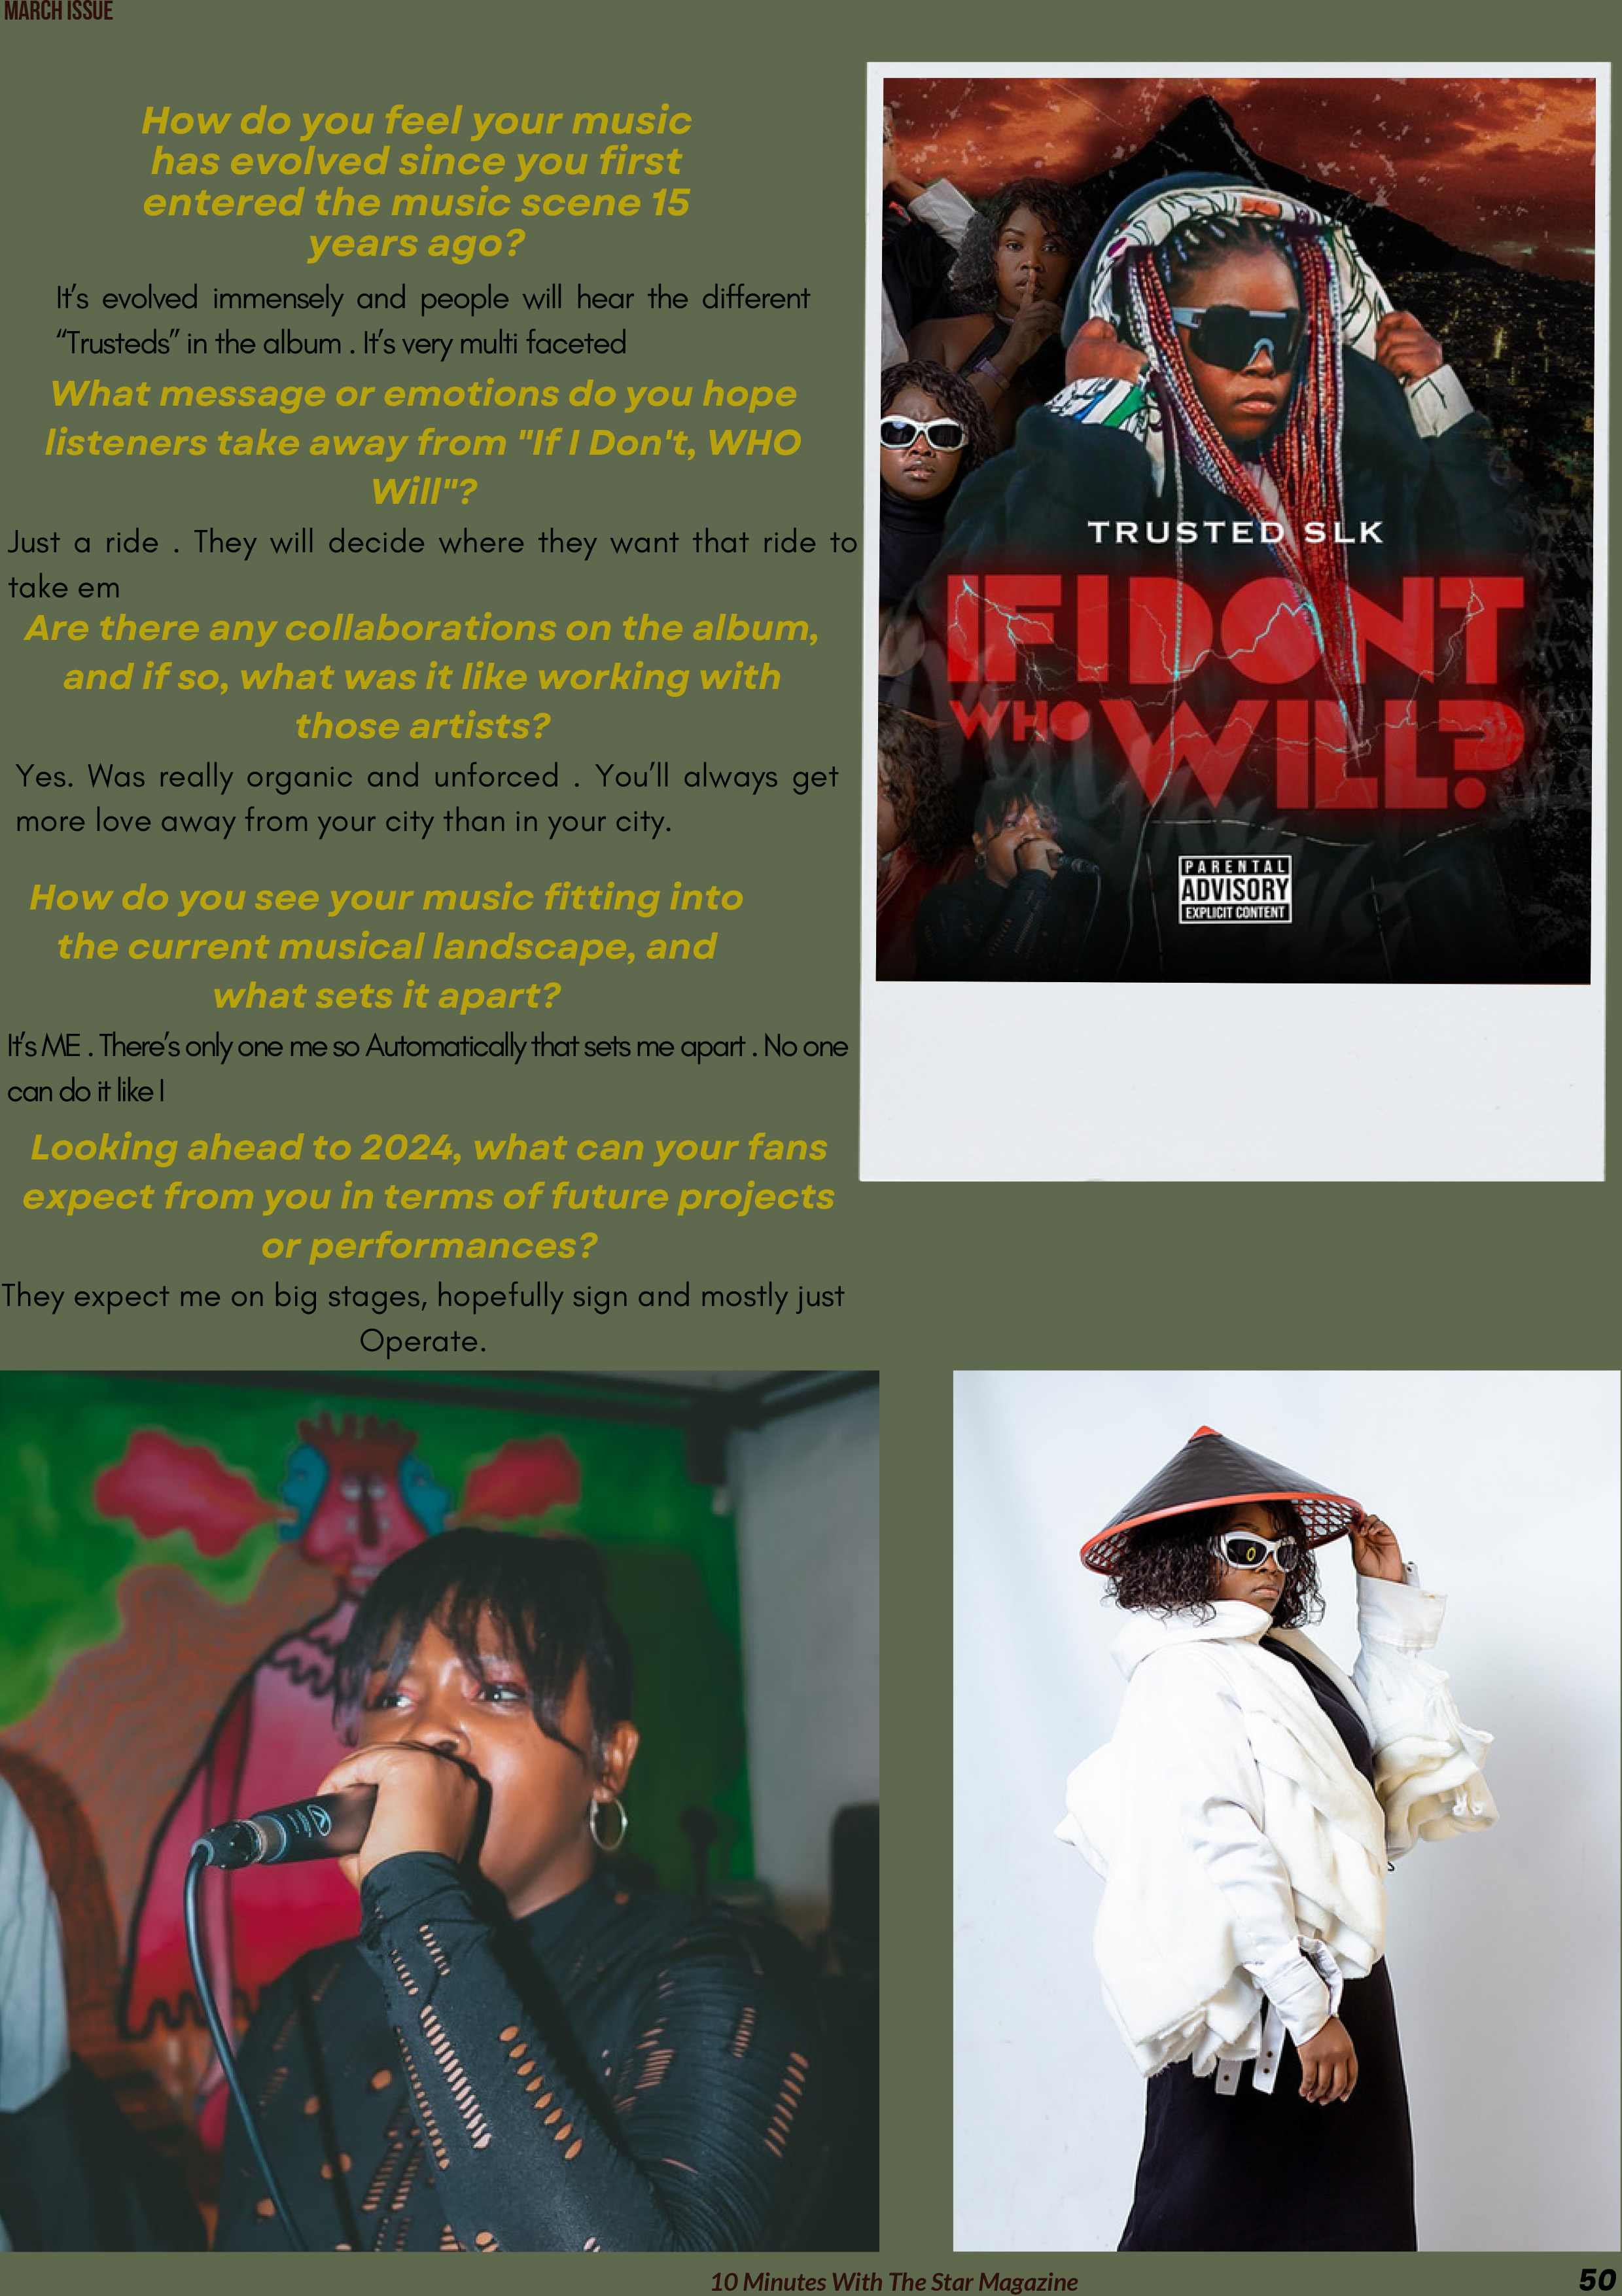 MARCH ISSUE
How do you feel your music
has evolved since you first
entered the music scene 15
years ago?
It’s evolved immensely and people will hear the different
“Trusteds” in the album . It’s very multi faceted
What message or emotions do you hope
listeners take away from "If I Don't, WHO
Will"?
Just a ride . They will decide where they want that ride to
take em
Are there any collaborations on the album,
and if so, what was it like working with
those artists?
Yes. Was really organic and unforced . You’ll always get
more love away from your city than in your city.
How do you see your music fitting into
the current musical landscape, and
what sets it apart?
It’s ME . There’s only one me so Automatically that sets me apart . No one
can do it like I
Looking ahead to 2024, what can your fans
expect from you in terms of future projects
or performances?
They expect me on big stages, hopefully sign and mostly just
Operate.
TRUSTED SLK
IF I DONT
WHO WILL?
PARENTAL
ADVISORY
EXPLICIT CONTENT
10 Minutes With The Star Magazine
50